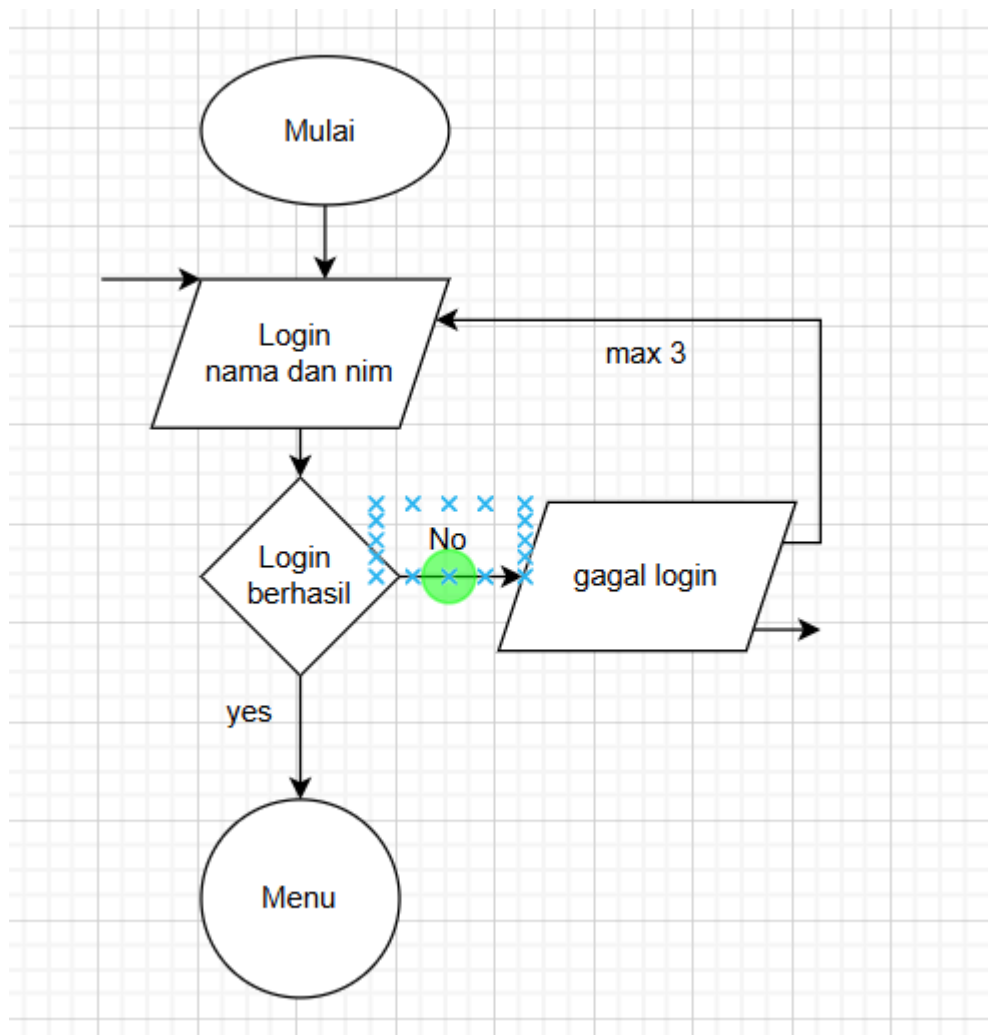 Mulai
Login
nama dan nim
max 3
Login
berhasil
No
gagal login
yes
Menu